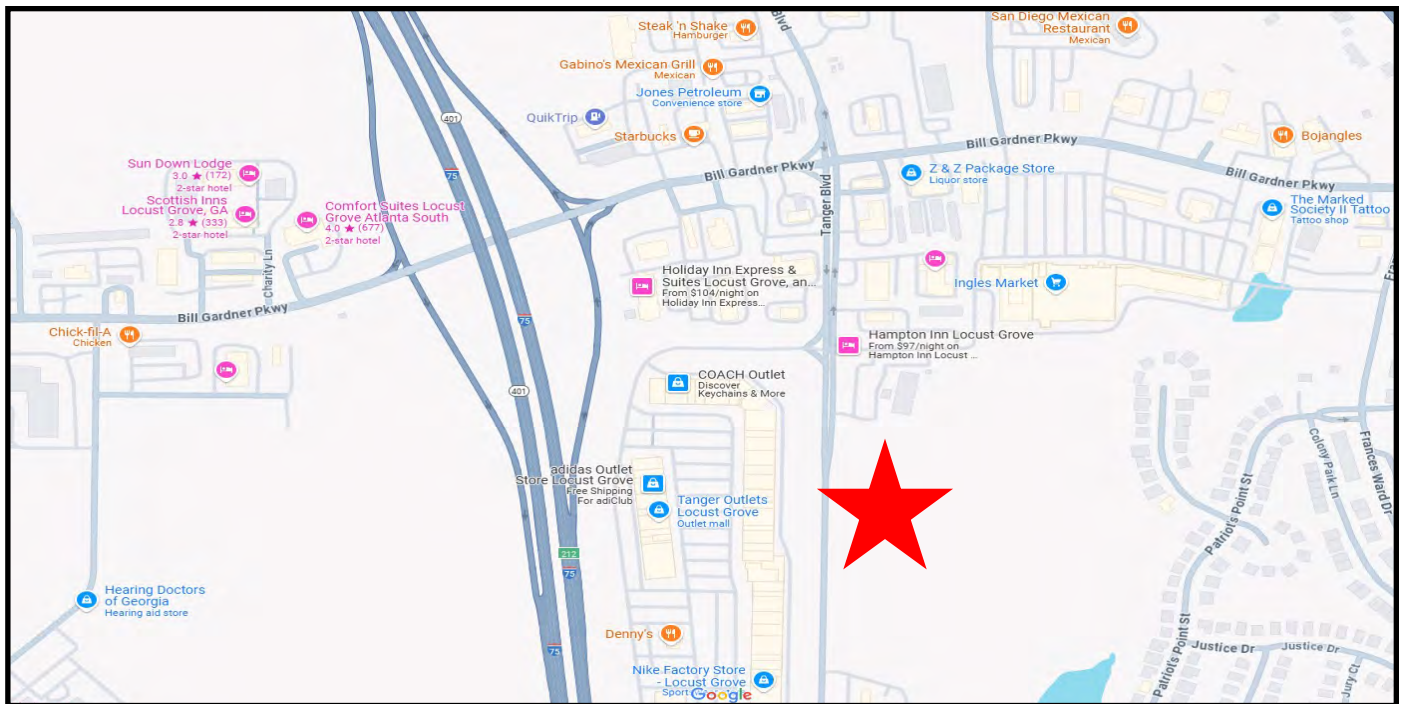 Steak 'n Shake
Hamburger
Blvd
San Diego Mexican
Restaurant
Mexican
Gabino's Mexican Grill
Mexican
Jones Petroleum
Convenience store
QuikTrip
401
Starbucks
Bill Gardner Pkwy
Bojangles
Sun Down Lodge
3.0 ★ (172)
2-star hotel
75
Bill Gardner Pkwy
Z & Z Package Store
Liquor store
Bill Gardner Pkwy
Scottish Inns
Locust Grove, GA
2.8 ★ (333)
2-star hotel
Comfort Suites Locust
Grove Atlanta South
4.0 ★ (677)
2-star hotel
Tanger Blvd
The Marked
Society II Tattoo
Tattoo shop
Charity Ln
Holiday Inn Express &
Suites Locust Grove, an...
From $104/night on
Holiday Inn Express...
Ingles Market
Bill Gardner Pkwy
75
Chick-fil-A
Chicken
Hampton Inn Locust Grove
From $97/night on
Hampton Inn Locust ...
COACH Outlet
Discover
Keychains & More
401
Colony Park Ln
Frances Ward Dr
adidas Outlet
Store Locust Grove
Free Shipping
For adiClub
Tanger Outlets
Locust Grove
Outlet mall
Patriot's Point St
212
75
Hearing Doctors
of Georgia
Hearing aid store
Denny's
75
Justice Dr
Justice Dr
Patriot's Point St
Jury Ct
Nike Factory Store
- Locust Grove
Sport
Google